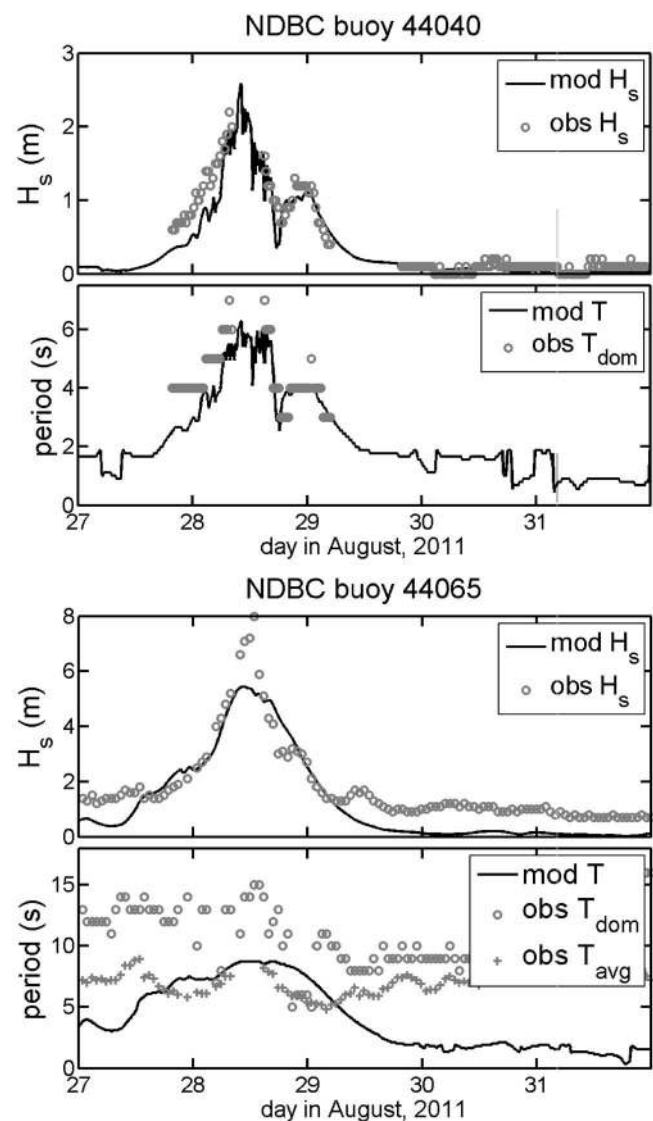 NDBC buoy 44040
3
mod H_s
obs H_s
2
H_s (m)
1
0
mod T
obs T_dom
6
4
period (s)
2
0
27 28 29 30 31
day in August, 2011
NDBC buoy 44065
8
mod H_s
obs H_s
6
H_s (m)
4
2
0
mod T
15
obs T_dom
10
obs T_avg
period (s)
5
0
27 28 29 30 31
day in August, 2011